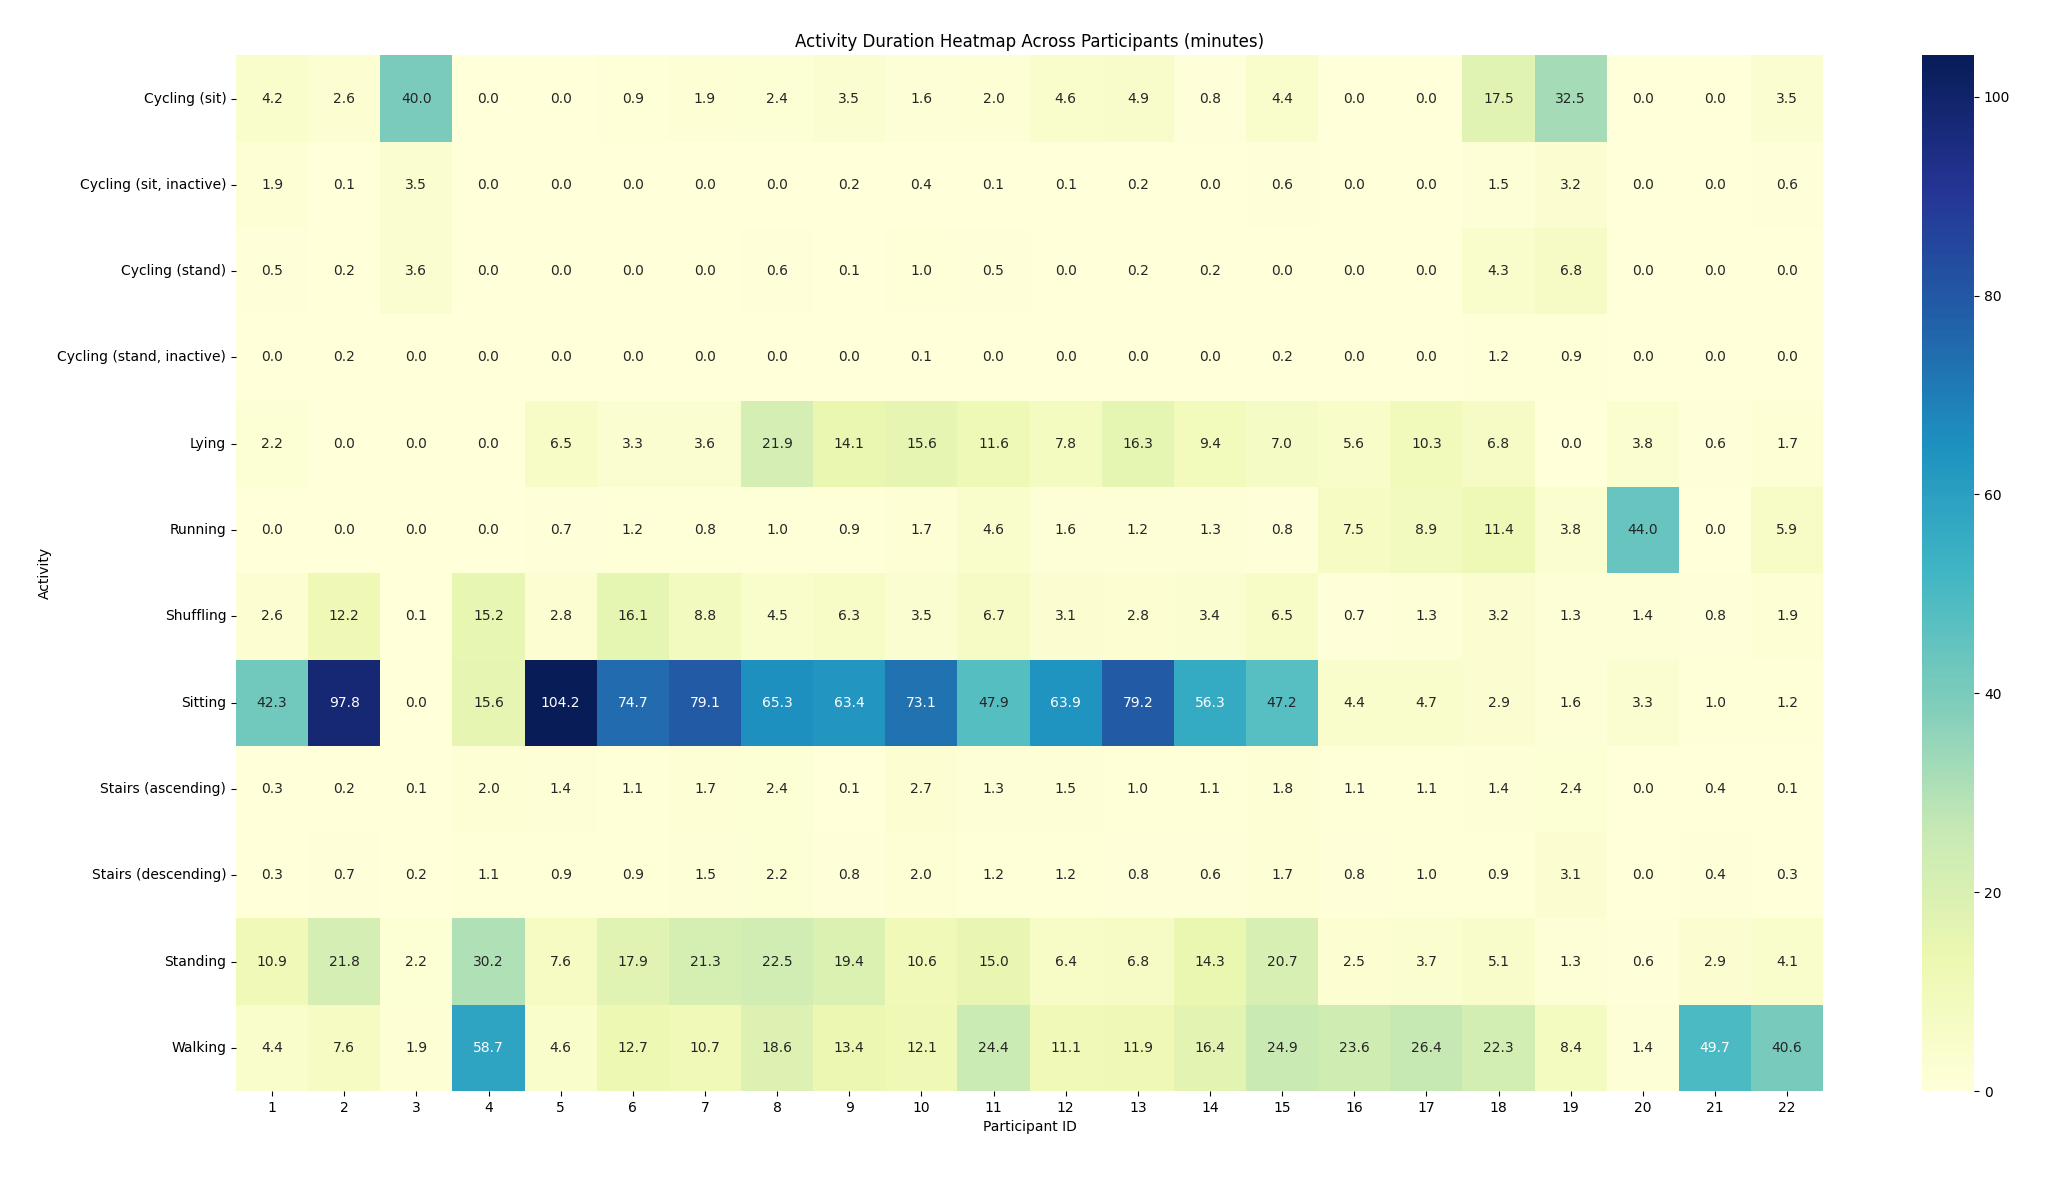 Activity Duration Heatmap Across Participants (minutes)
Activity
Cycling (sit) 4.2 2.6 40.0 0.0 0.0 0.9 1.9 2.4 3.5 1.6 2.0 4.6 4.9 0.8 4.4 0.0 0.0 17.5 32.5 0.0 0.0 3.5
Cycling (sit, inactive) 1.9 0.1 3.5 0.0 0.0 0.0 0.0 0.0 0.2 0.4 0.1 0.1 0.2 0.0 0.6 0.0 0.0 1.5 3.2 0.0 0.0 0.6
Cycling (stand) 0.5 0.2 3.6 0.0 0.0 0.0 0.0 0.6 0.1 1.0 0.5 0.0 0.2 0.2 0.0 0.0 0.0 4.3 6.8 0.0 0.0 0.0
Cycling (stand, inactive) 0.0 0.2 0.0 0.0 0.0 0.0 0.0 0.0 0.0 0.1 0.0 0.0 0.0 0.0 0.2 0.0 0.0 1.2 0.9 0.0 0.0 0.0
Lying 2.2 0.0 0.0 0.0 6.5 3.3 3.6 21.9 14.1 15.6 11.6 7.8 16.3 9.4 7.0 5.6 10.3 6.8 0.0 3.8 0.6 1.7
Running 0.0 0.0 0.0 0.0 0.7 1.2 0.8 1.0 0.9 1.7 4.6 1.6 1.2 1.3 0.8 7.5 8.9 11.4 3.8 44.0 0.0 5.9
Shuffling 2.6 12.2 0.1 15.2 2.8 16.1 8.8 4.5 6.3 3.5 6.7 3.1 2.8 3.4 6.5 0.7 1.3 3.2 1.3 1.4 0.8 1.9
Sitting 42.3 97.8 0.0 15.6 104.2 74.7 79.1 65.3 63.4 73.1 47.9 63.9 79.2 56.3 47.2 4.4 4.7 2.9 1.6 3.3 1.0 1.2
Stairs (ascending) 0.3 0.2 0.1 2.0 1.4 1.1 1.7 2.4 0.1 2.7 1.3 1.5 1.0 1.1 1.8 1.1 1.1 1.4 2.4 0.0 0.4 0.1
Stairs (descending) 0.3 0.7 0.2 1.1 0.9 0.9 1.5 2.2 0.8 2.0 1.2 1.2 0.8 0.6 1.7 0.8 1.0 0.9 3.1 0.0 0.4 0.3
Standing 10.9 21.8 2.2 30.2 7.6 17.9 21.3 22.5 19.4 10.6 15.0 6.4 6.8 14.3 20.7 2.5 3.7 5.1 1.3 0.6 2.9 4.1
Walking 4.4 7.6 1.9 58.7 4.6 12.7 10.7 18.6 13.4 12.1 24.4 11.1 11.9 16.4 24.9 23.6 26.4 22.3 8.4 1.4 49.7 40.6
1 2 3 4 5 6 7 8 9 10 11 12 13 14 15 16 17 18 19 20 21 22
Participant ID
100
80
60
40
20
0